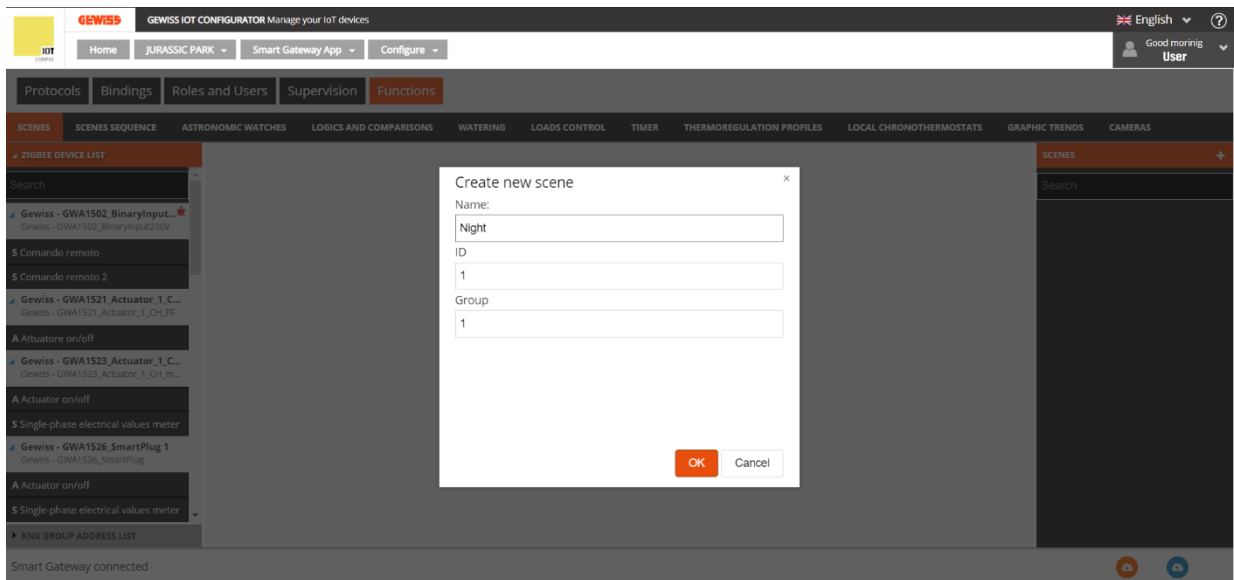 GEWISS GEWISS IOT CONFIGURATOR Manage your IoT devices English
IOT
CONFIG
Home JURASSIC PARK Smart Gateway App Configure
Good morinig
User
Protocols Bindings Roles and Users Supervision Functions
SCENES SCENES SEQUENCE ASTRONOMIC WATCHES LOGICS AND COMPARISONS WATERING LOADS CONTROL TIMER THERMOREGULATION PROFILES LOCAL CHRONOTHERMOSTATS GRAPHIC TRENDS CAMERAS
ZIGBEE DEVICE LIST
Search
Gewiss - GWA1502_BinaryInput...
Gewiss - GWA1502_BinaryInput230V
S Comando remoto
S Comando remoto 2
Gewiss - GWA1521_Actuator_1_C...
Gewiss - GWA1521_Actuator_1_CH_PF
A Attuatore on/off
Gewiss - GWA1523_Actuator_1_C...
Gewiss - GWA1523_Actuator_1_CH_m...
A Actuator on/off
S Single-phase electrical values meter
Gewiss - GWA1526_SmartPlug 1
Gewiss - GWA1526_SmartPlug
A Actuator on/off
S Single-phase electrical values meter
KNX GROUP ADDRESS LIST
Create new scene ×
Name:
Night
ID
1
Group
1
OK Cancel
SCENES +
Search
Smart Gateway connected